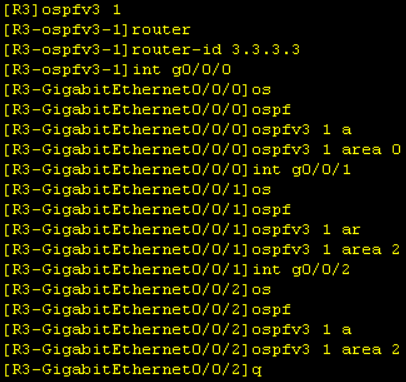 [R3]ospfv3 1
[R3-ospfv3-1]router
[R3-ospfv3-1]router-id 3.3.3.3
[R3-ospfv3-1]int g0/0/0
[R3-GigabitEthernet0/0/0]os
[R3-GigabitEthernet0/0/0]ospf
[R3-GigabitEthernet0/0/0]ospfv3 1 a
[R3-GigabitEthernet0/0/0]ospfv3 1 area 0
[R3-GigabitEthernet0/0/0]int g0/0/1
[R3-GigabitEthernet0/0/1]os
[R3-GigabitEthernet0/0/1]ospf
[R3-GigabitEthernet0/0/1]ospfv3 1 ar
[R3-GigabitEthernet0/0/1]ospfv3 1 area 2
[R3-GigabitEthernet0/0/1]int g0/0/2
[R3-GigabitEthernet0/0/2]os
[R3-GigabitEthernet0/0/2]ospf
[R3-GigabitEthernet0/0/2]ospfv3 1 a
[R3-GigabitEthernet0/0/2]ospfv3 1 area 2
[R3-GigabitEthernet0/0/2]q